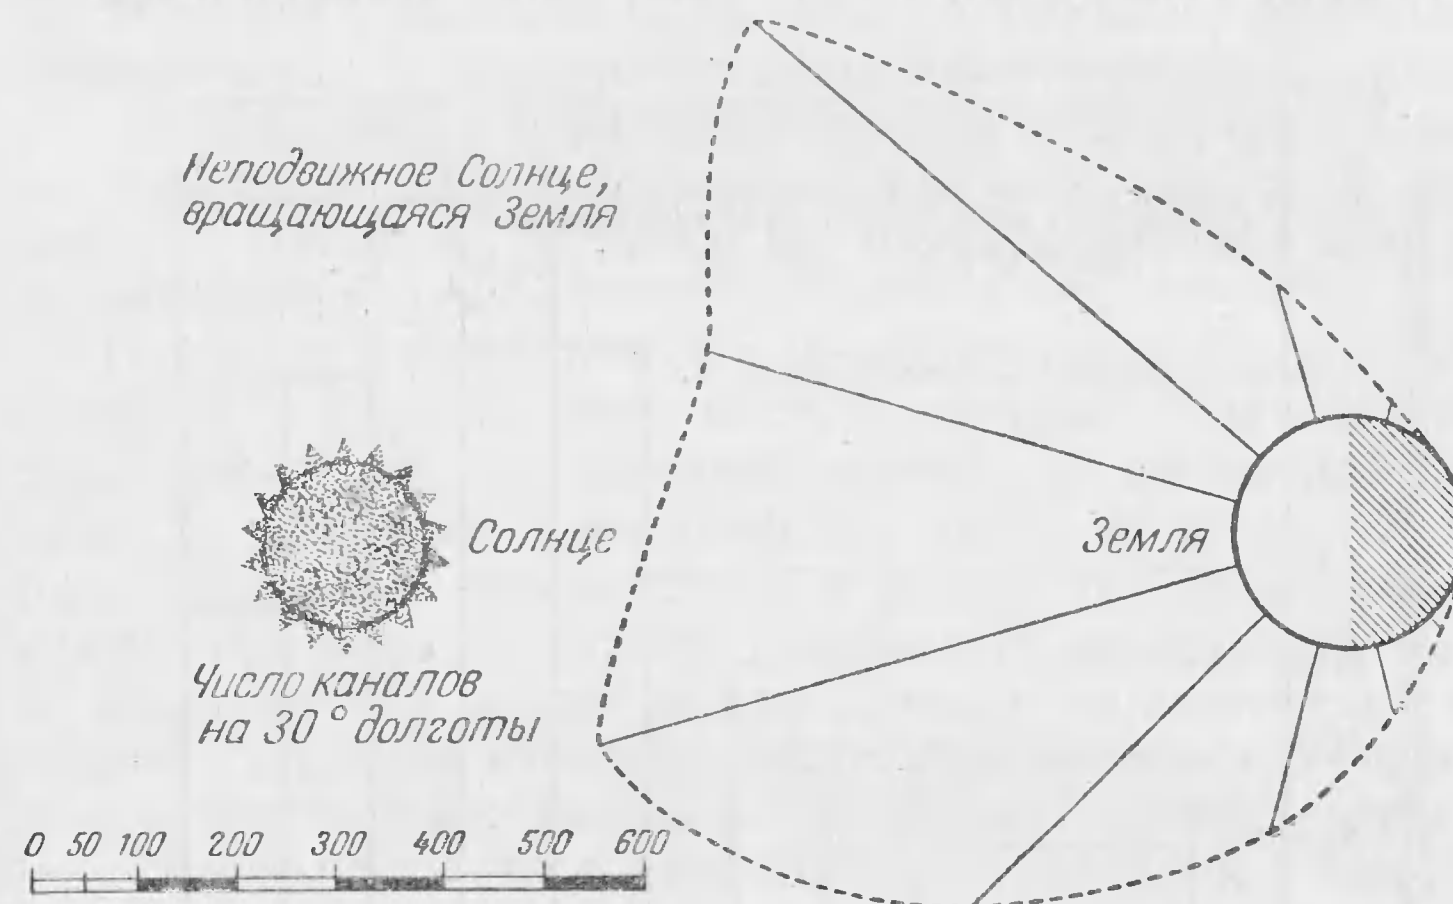 Неподвижное Солнце,
вращающаяся Земля
Солнце
Земля
Число каналов
на 30° долготы
0 50 100 200 300 400 500 600